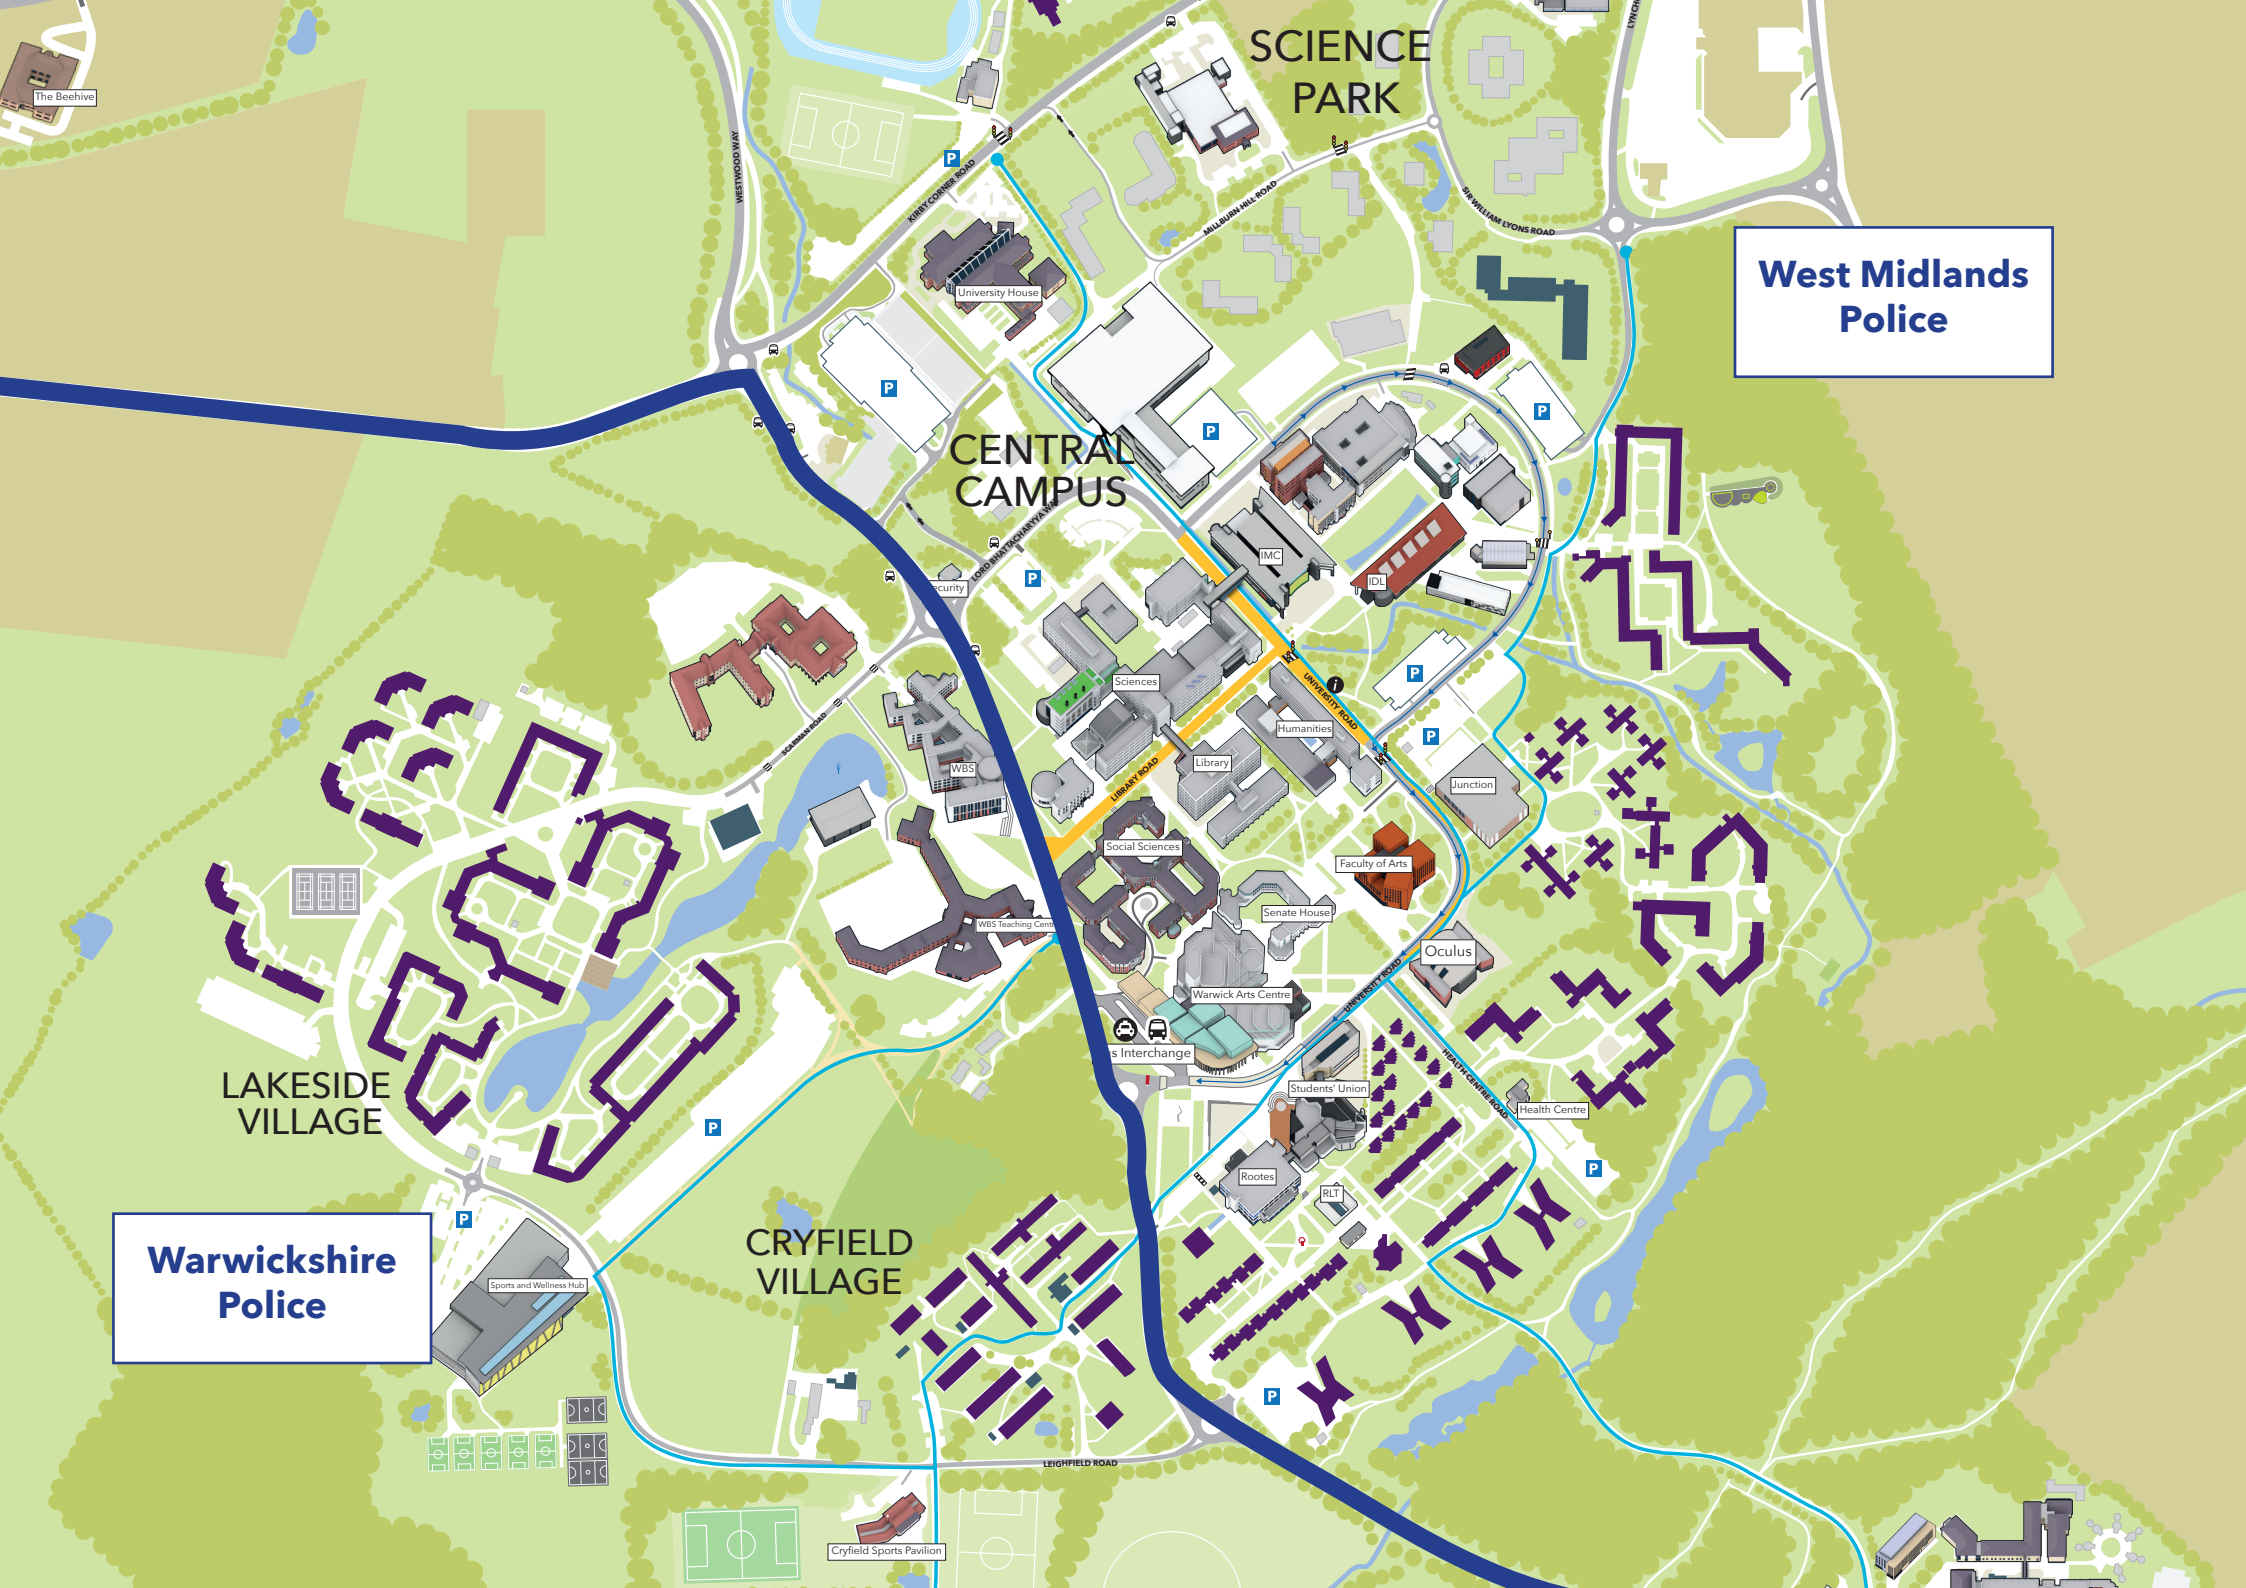 SCIENCE
PARK
The Beehive
LYNCH
WESTWOOD WAY
P
KIRBY CORNER ROAD
MILLBURN HILL ROAD
SIR WILLIAM LYONS ROAD
West Midlands
Police
University House
P
P
P
CENTRAL
CAMPUS
LORD BHATTACHARYYA WAY
IMC
IDL
P
ecurity
Sciences
P
UNIVERSITY ROAD
i
Humanities
P
SCARMAN ROAD
WBS
Library
LIBRARY ROAD
Junction
Social Sciences
Faculty of Arts
Senate House
WBS Teaching Cent
Oculus
UNIVERSITY ROAD
Warwick Arts Centre
us Interchange
LAKESIDE
VILLAGE
Students' Union
HEALTH CENTRE ROAD
Health Centre
P
P
Rootes
RLT
P
Warwickshire
Police
CRYFIELD
VILLAGE
Sports and Wellness Hub
P
LEIGHFIELD ROAD
Cryfield Sports Pavilion